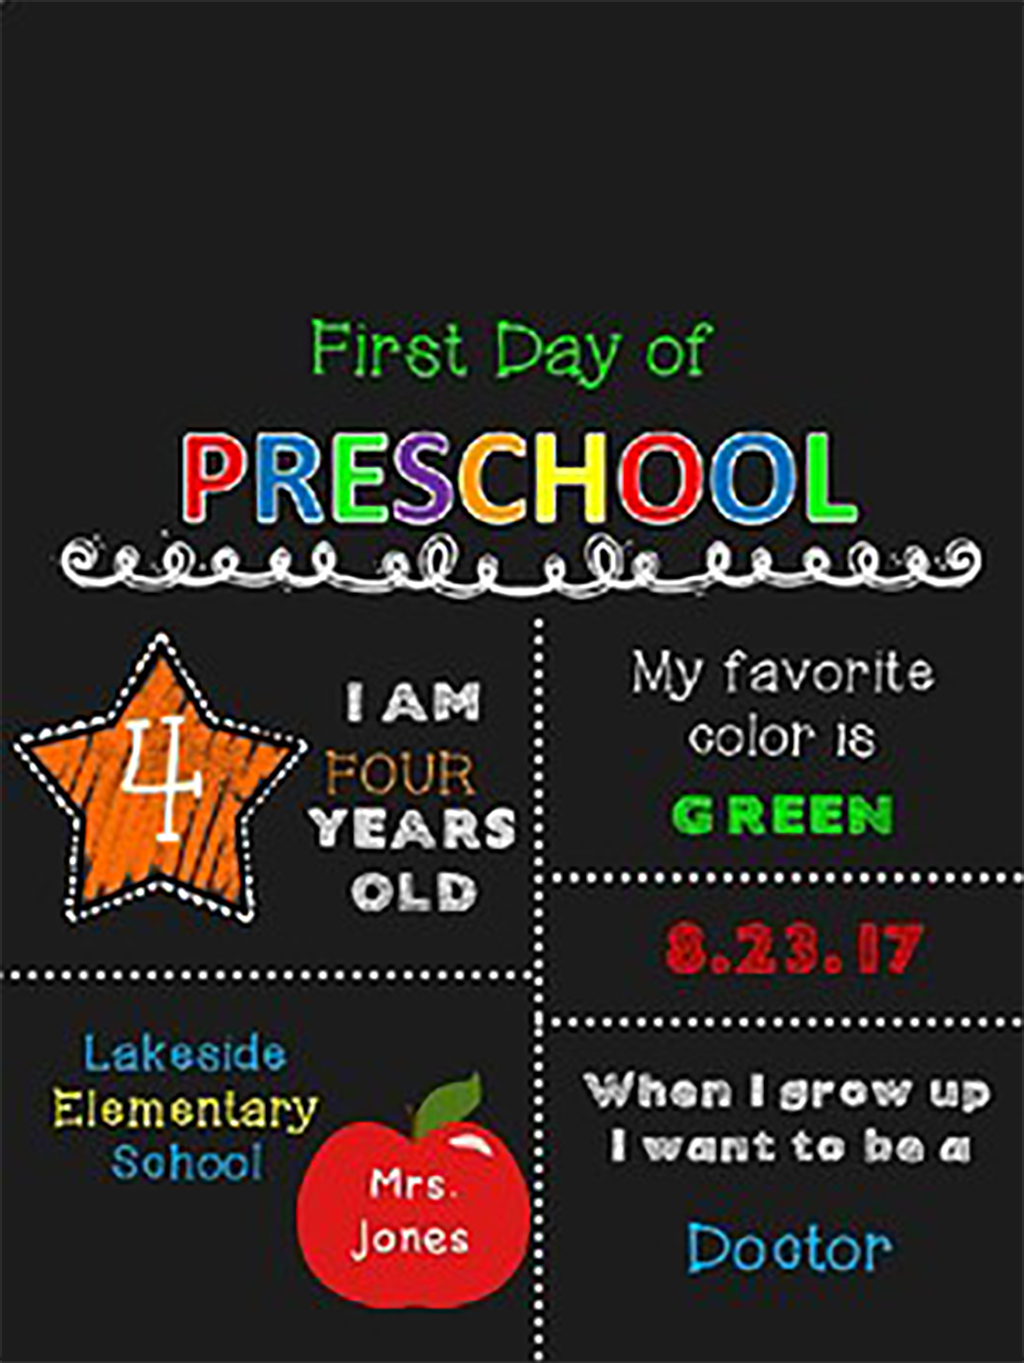 First Day of
PRESCHOOL
4
I AM
FOUR
YEARS
OLD
My favorite
color is
GREEN
8.23.17
Lakeside
Elementary
School
Mrs.
Jones
When I grow up
I want to be a
Doctor